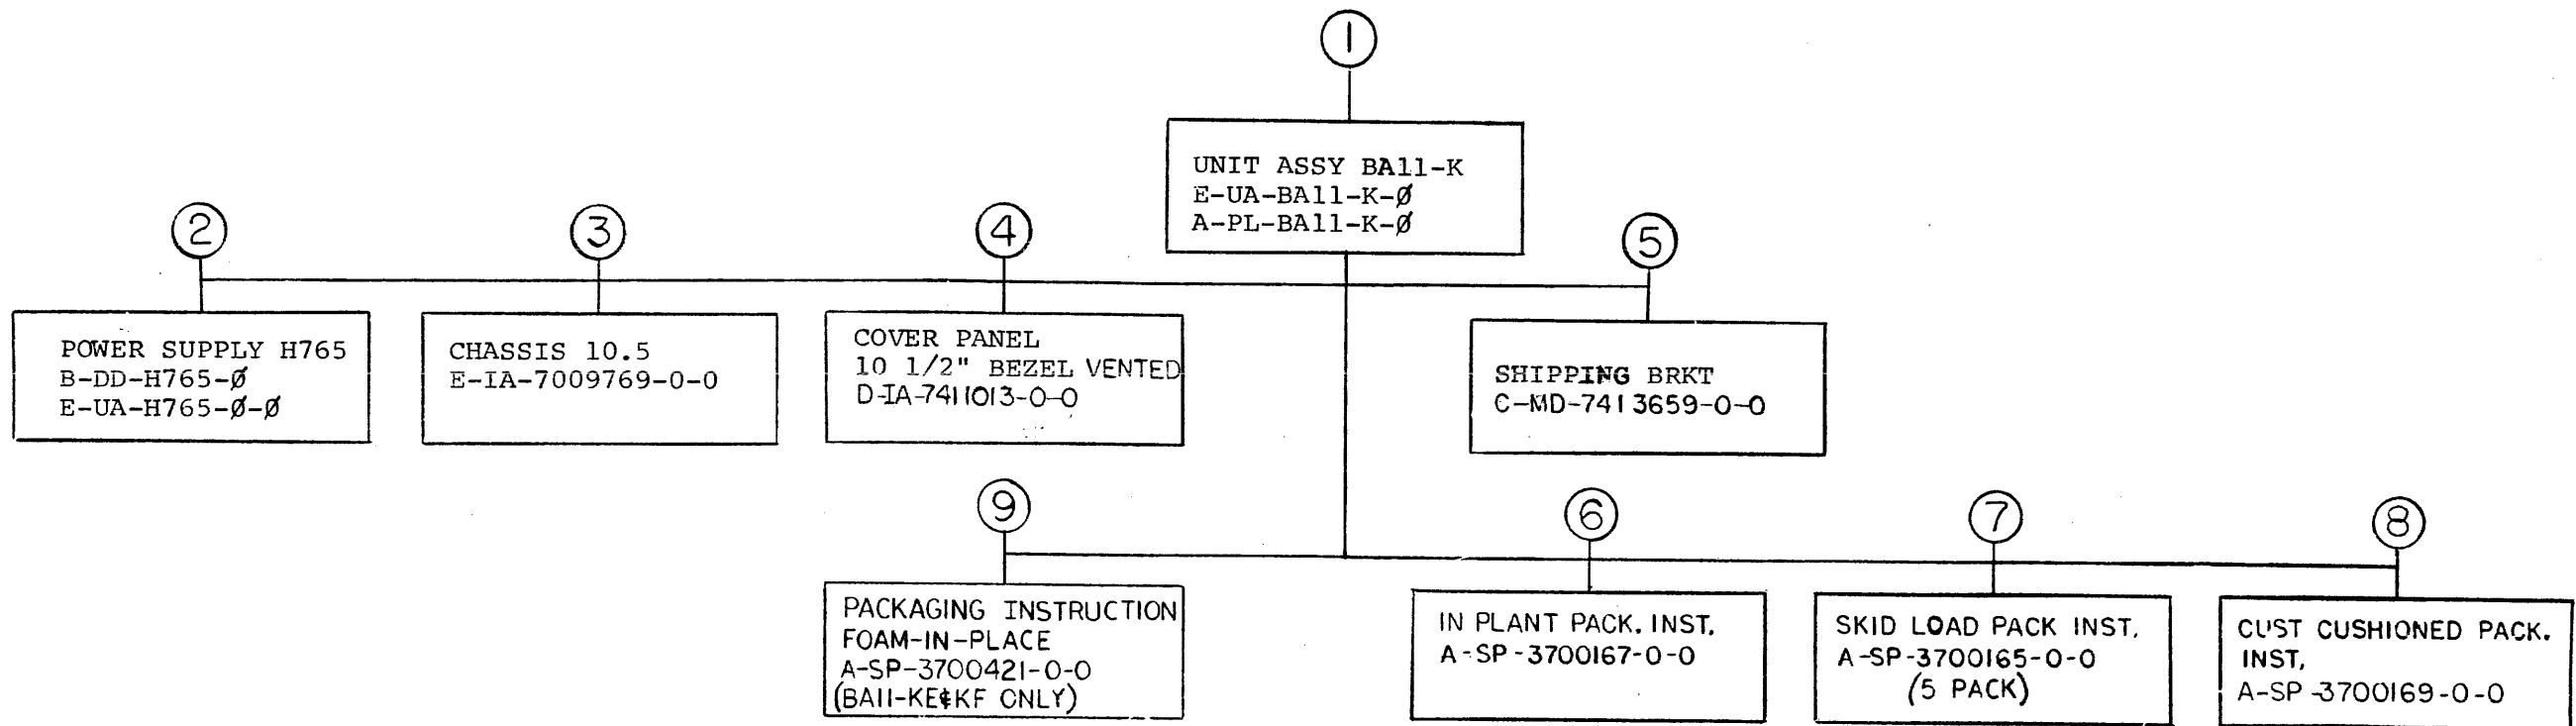 1
UNIT ASSY BA11-K
E-UA-BA11-K-Ø
A-PL-BA11-K-Ø
2
POWER SUPPLY H765
B-DD-H765-Ø
E-UA-H765-Ø-Ø
3
CHASSIS 10.5
E-IA-7009769-0-0
4
COVER PANEL
10 1/2" BEZEL VENTED
D-IA-7411013-0-0
5
SHIPPING BRKT
C-MD-7413659-0-0
9
PACKAGING INSTRUCTION
FOAM-IN-PLACE
A-SP-3700421-0-0
(BA11-KE&KF ONLY)
6
IN PLANT PACK. INST.
A-SP-3700167-0-0
7
SKID LOAD PACK INST.
A-SP-3700165-0-0
(5 PACK)
8
CUST CUSHIONED PACK.
INST.
A-SP-3700169-0-0